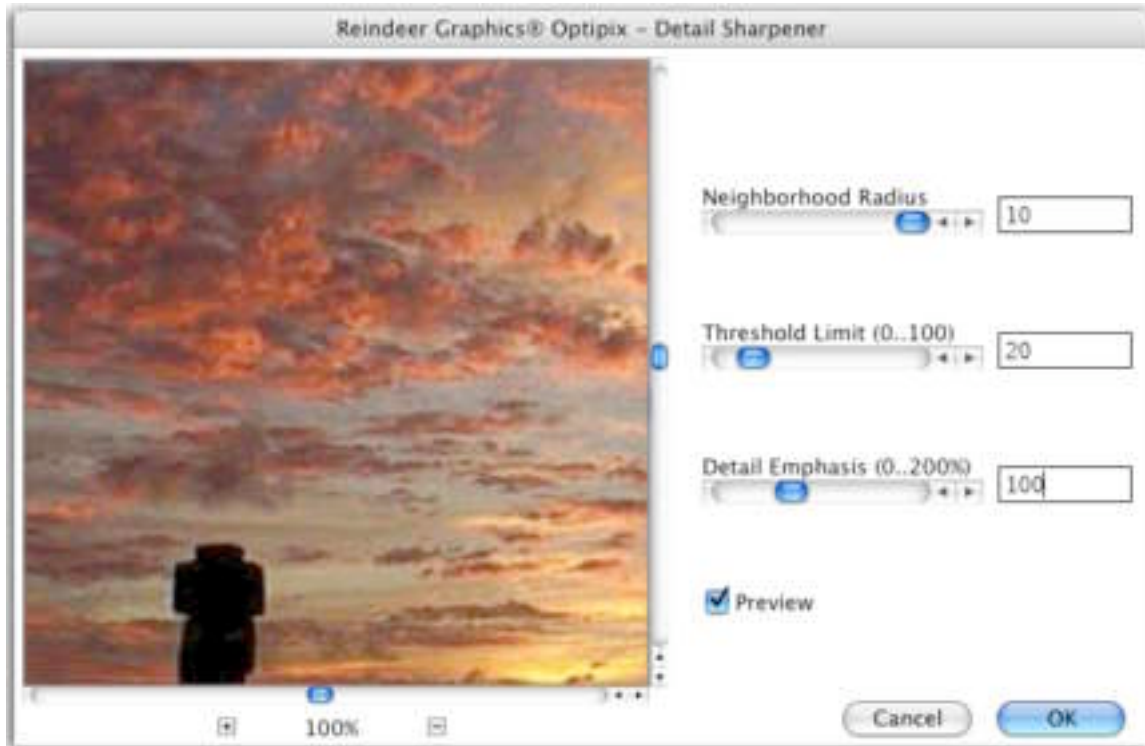 Reindeer Graphics® Optipix – Detail Sharpener
Neighborhood Radius
10
Threshold Limit (0..100)
20
Detail Emphasis (0..200%)
100
Preview
100%
Cancel
OK